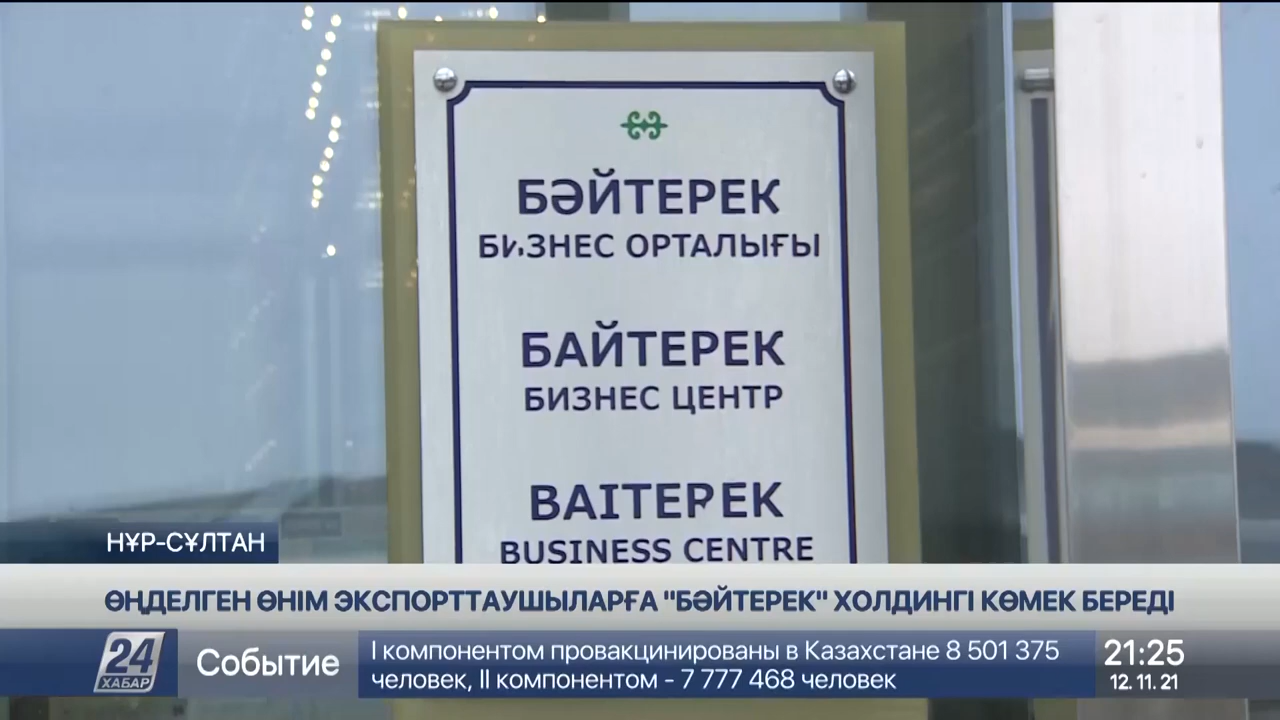 БӘЙТЕРЕК
БИЗНЕС ОРТАЛЫҒЫ
БАЙТЕРЕК
БИЗНЕС ЦЕНТР
BAITEPEK
BUSINESS CENTRE
НҰР-СҰЛТАН
ӨҢДЕЛГЕН ӨНІМ ЭКСПОРТТАУШЫЛАРҒА "БӘЙТЕРЕК" ХОЛДИНГІ КӨМЕК БЕРЕДІ
24
ХАБАР
Событие
I компонентом провакцинированы в Казахстане 8 501 375
человек, II компонентом - 7 777 468 человек
21:25
12. 11. 21